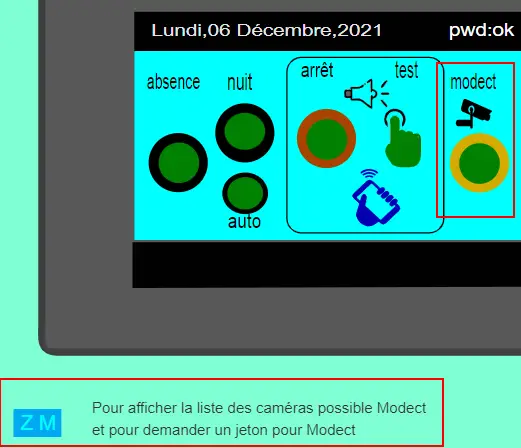 Lundi,06 Décembre,2021 pwd:ok
absence nuit arrêt test modect
auto
Z M
Pour afficher la liste des caméras possible Modect
et pour demander un jeton pour Modect